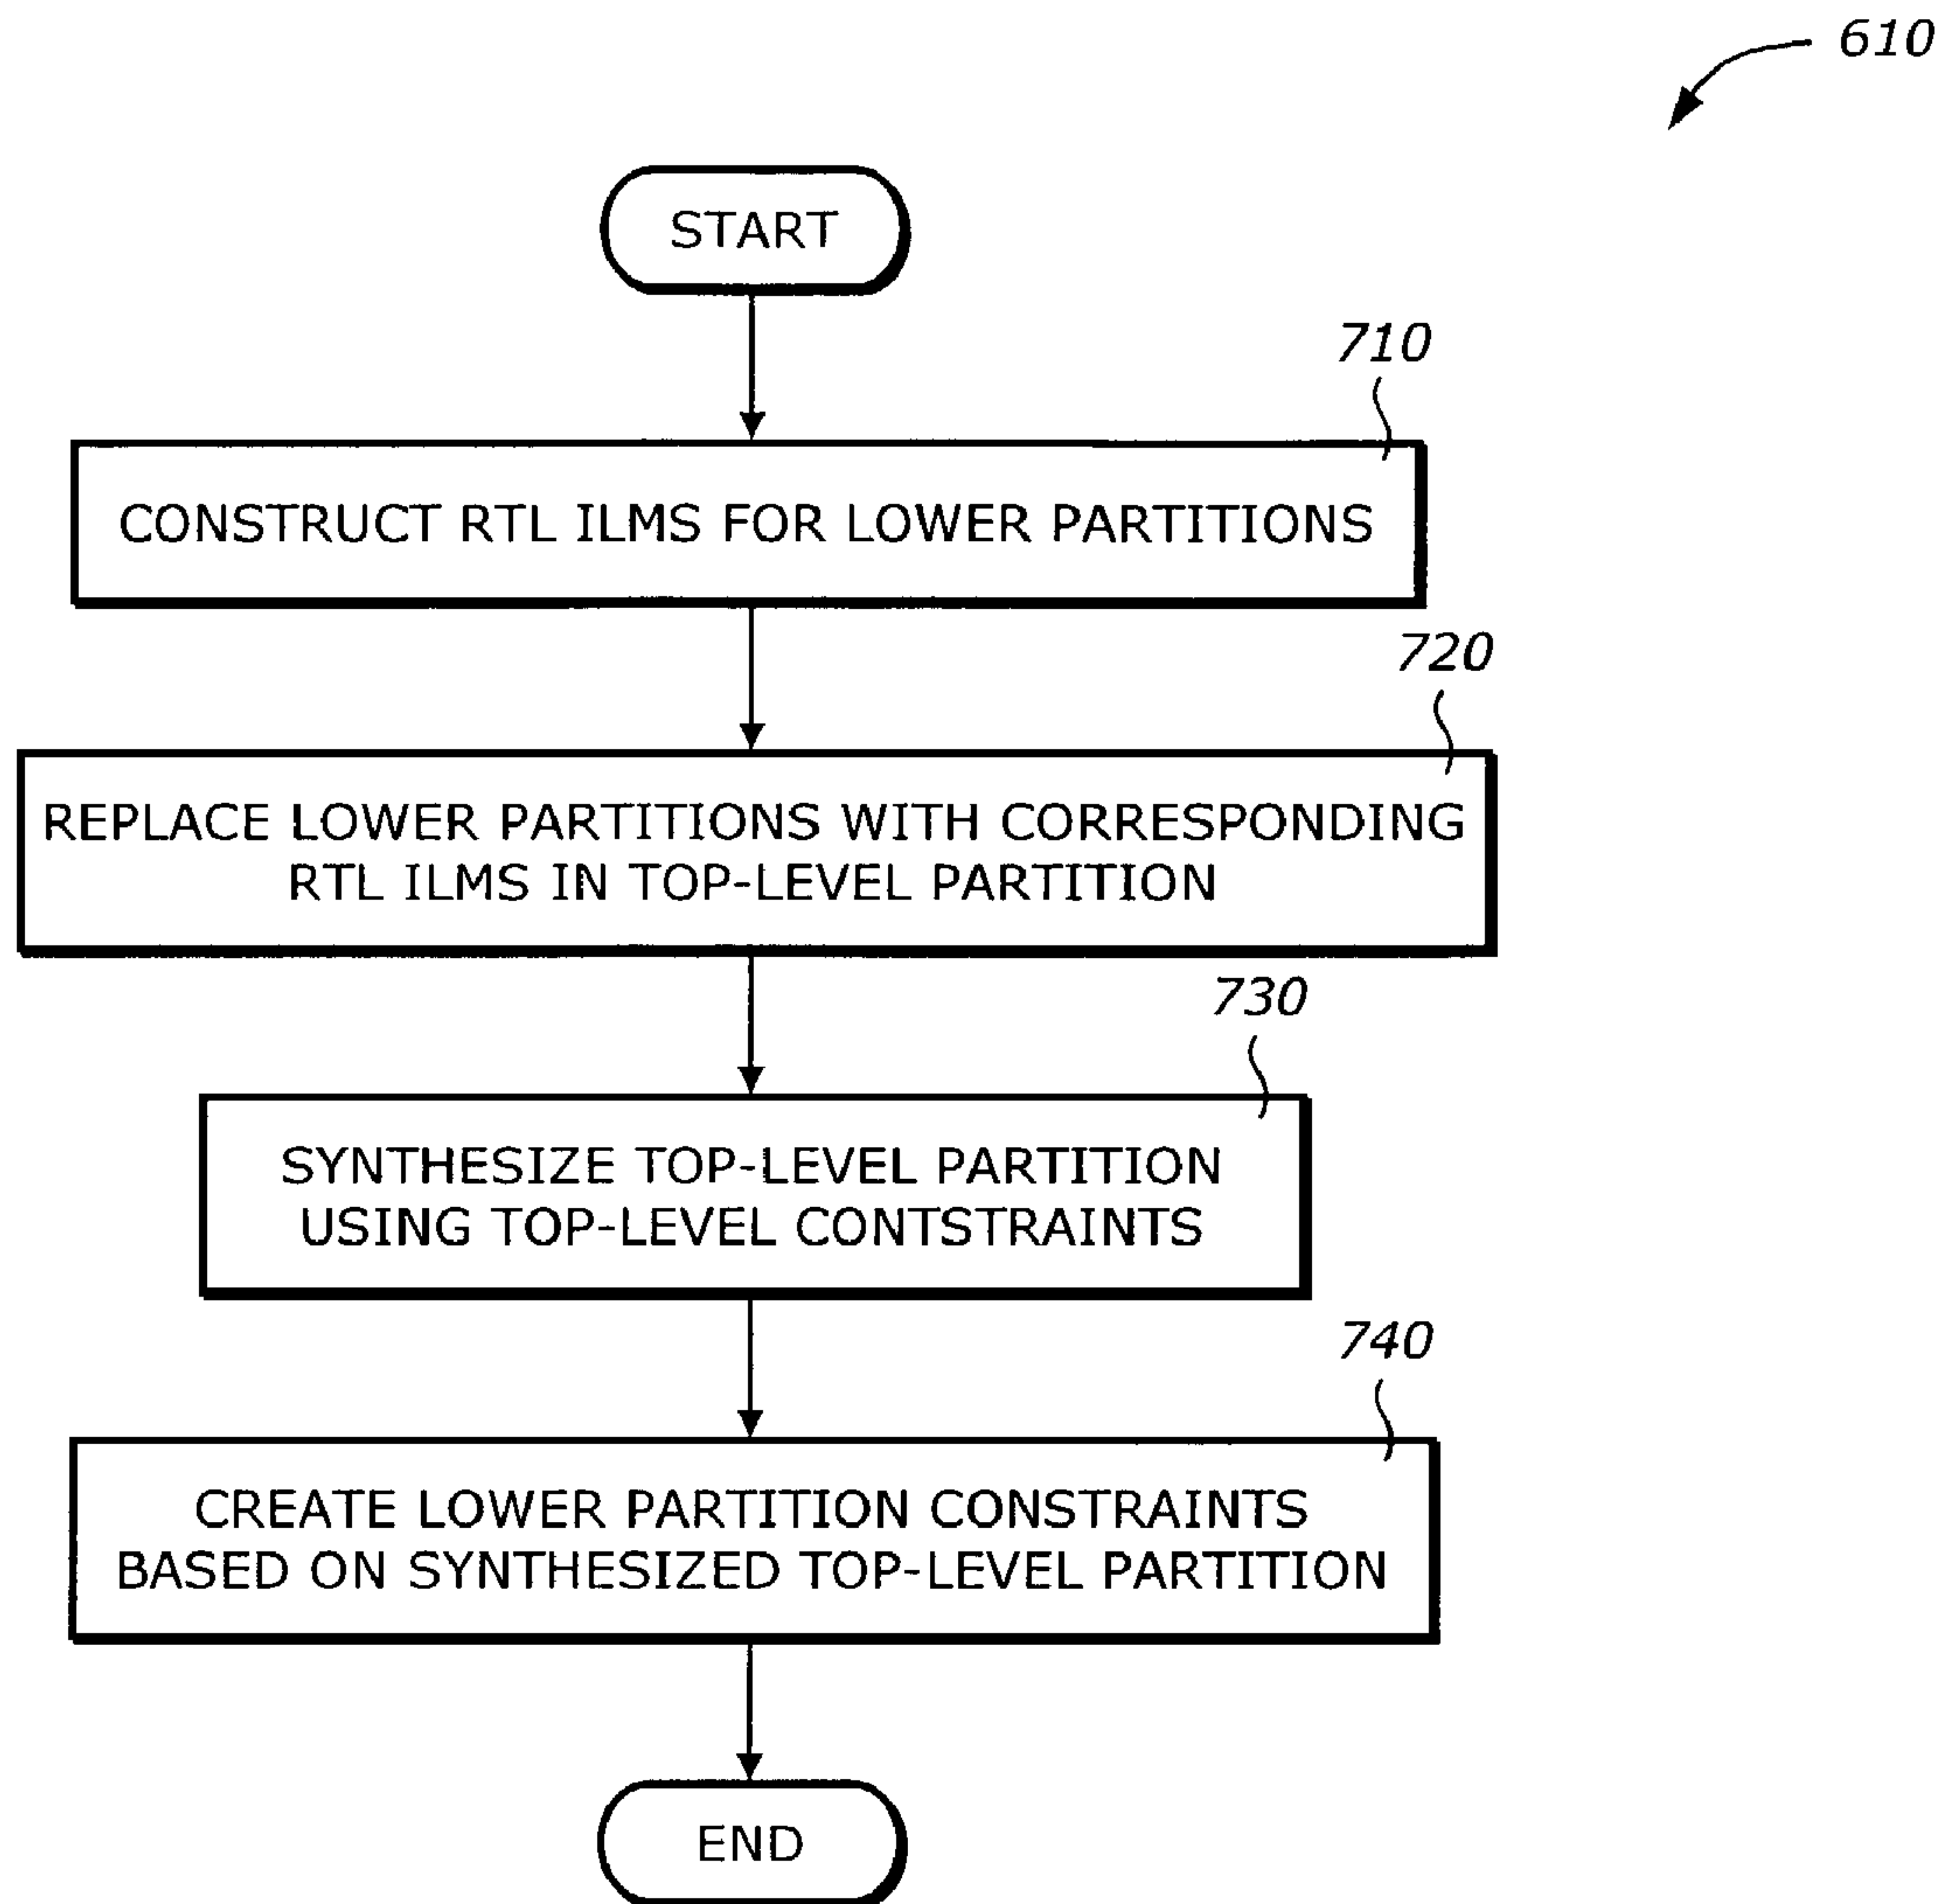 610
START
710
CONSTRUCT RTL ILMS FOR LOWER PARTITIONS
720
REPLACE LOWER PARTITIONS WITH CORRESPONDING
RTL ILMS IN TOP-LEVEL PARTITION
730
SYNTHESIZE TOP-LEVEL PARTITION
USING TOP-LEVEL CONTSTRAINTS
740
CREATE LOWER PARTITION CONSTRAINTS
BASED ON SYNTHESIZED TOP-LEVEL PARTITION
END